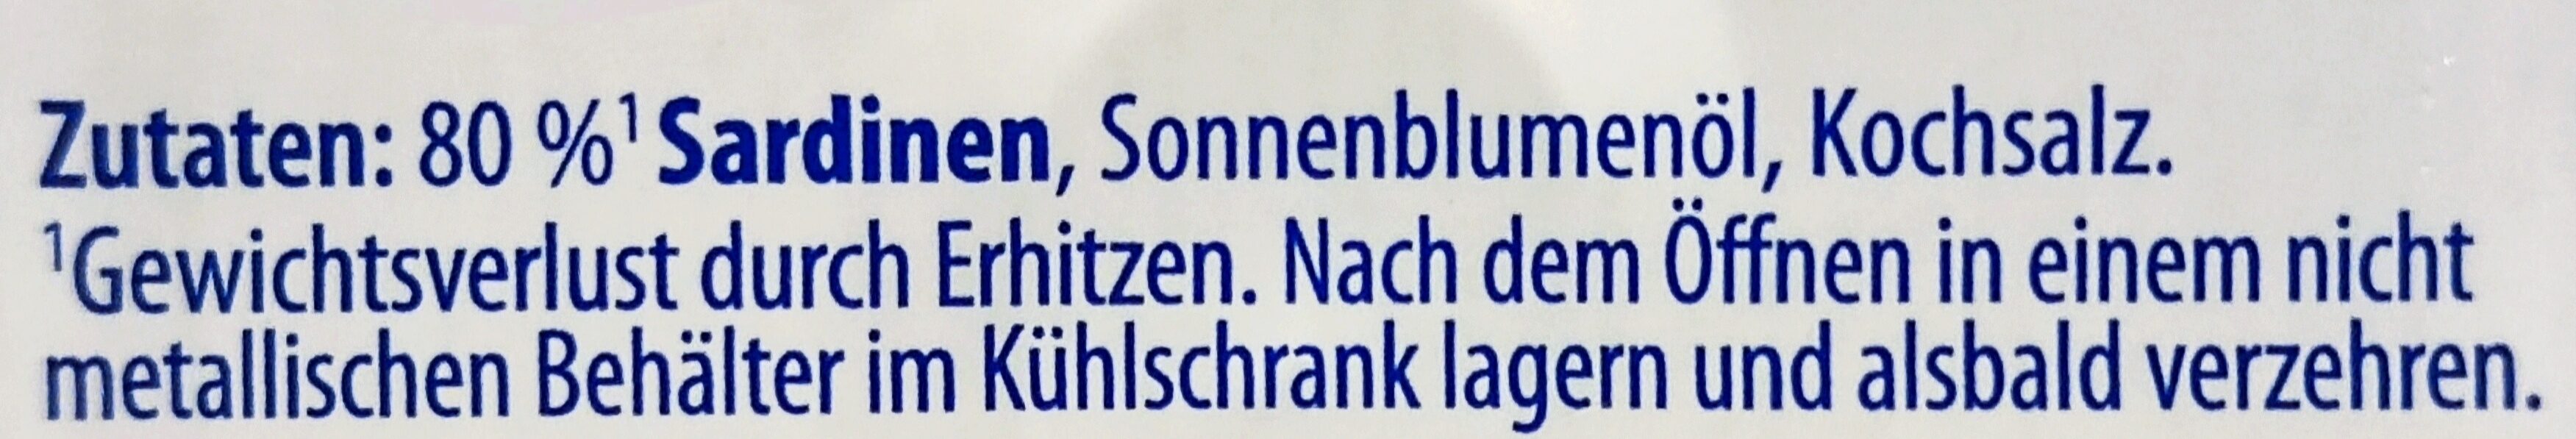 Zutaten: 80 %¹ Sardinen, Sonnenblumenöl, Kochsalz.
¹Gewichtsverlust durch Erhitzen. Nach dem Öffnen in einem nicht
metallischen Behälter im Kühlschrank lagern und alsbald verzehren.